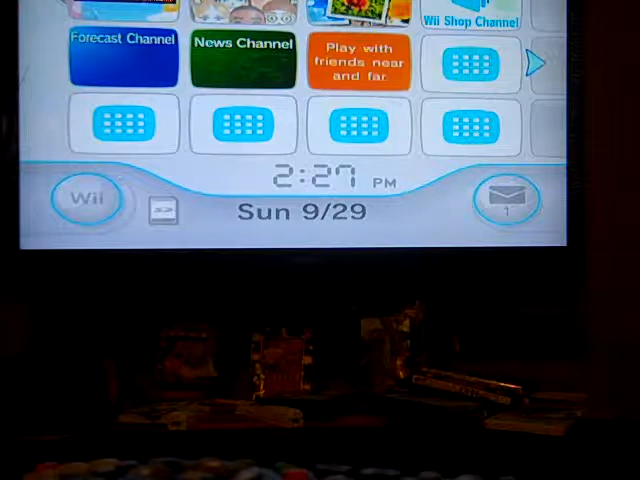 Wii Shop Channel
Forecast Channel
News Channel
Play with
friends near
and far.
2:27 PM
Wii
Sun 9/29
1